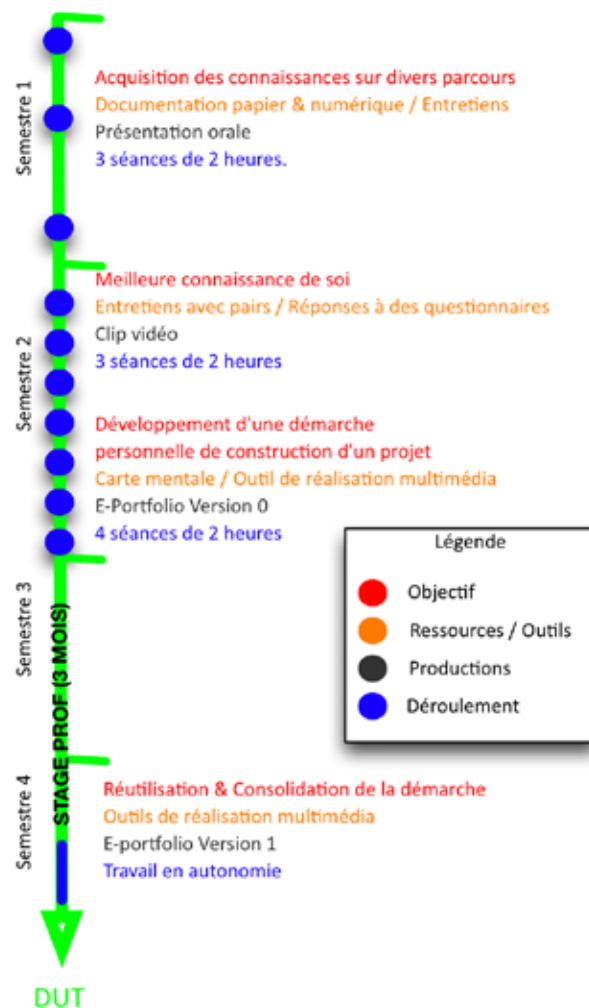 Semestre 1
Acquisition des connaissances sur divers parcours
Documentation papier & numérique / Entretiens
Présentation orale
3 séances de 2 heures.
Semestre 2
Meilleure connaissance de soi
Entretiens avec pairs / Réponses à des questionnaires
Clip vidéo
3 séances de 2 heures
Développement d'une démarche
personnelle de construction d'un projet
Carte mentale / Outil de réalisation multimédia
E-Portfolio Version 0
4 séances de 2 heures
Légende
Objectif
Ressources / Outils
Productions
Déroulement
Semestre 3
STAGE PROF (3 MOIS)
Semestre 4
Réutilisation & Consolidation de la démarche
Outils de réalisation multimédia
E-portfolio Version 1
Travail en autonomie
DUT